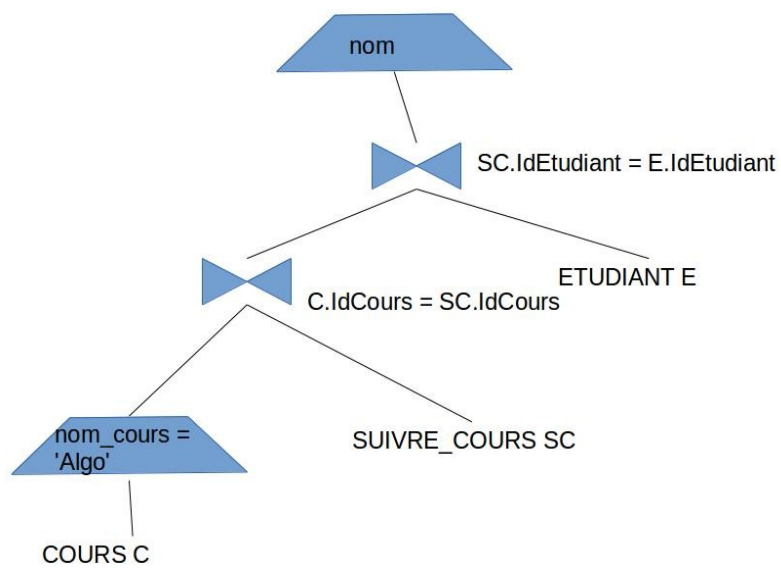 nom
SC.IdEtudiant = E.IdEtudiant
ETUDIANT E
C.IdCours = SC.IdCours
nom_cours =
'Algo'
SUIVRE_COURS SC
COURS C